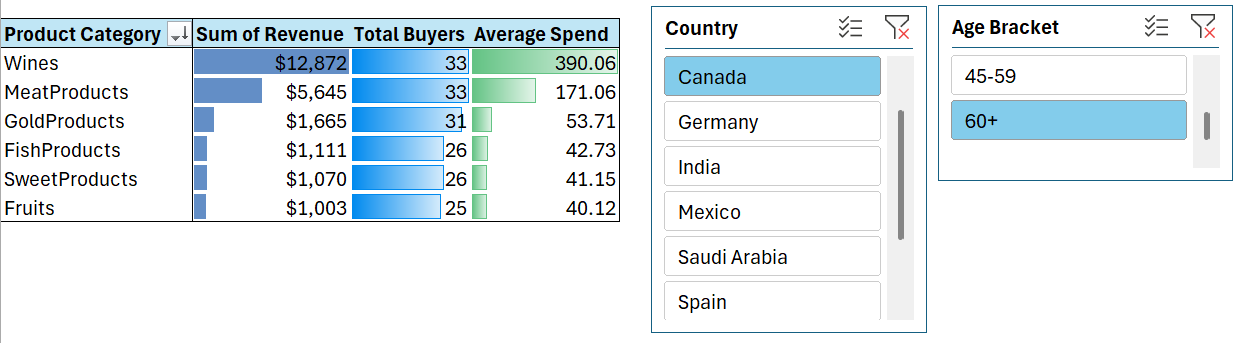 Product Category Sum of Revenue Total Buyers Average Spend
Wines $12,872 33 390.06
MeatProducts $5,645 33 171.06
GoldProducts $1,665 31 53.71
FishProducts $1,111 26 42.73
SweetProducts $1,070 26 41.15
Fruits $1,003 25 40.12
Country
Canada
Germany
India
Mexico
Saudi Arabia
Spain
Age Bracket
45-59
60+